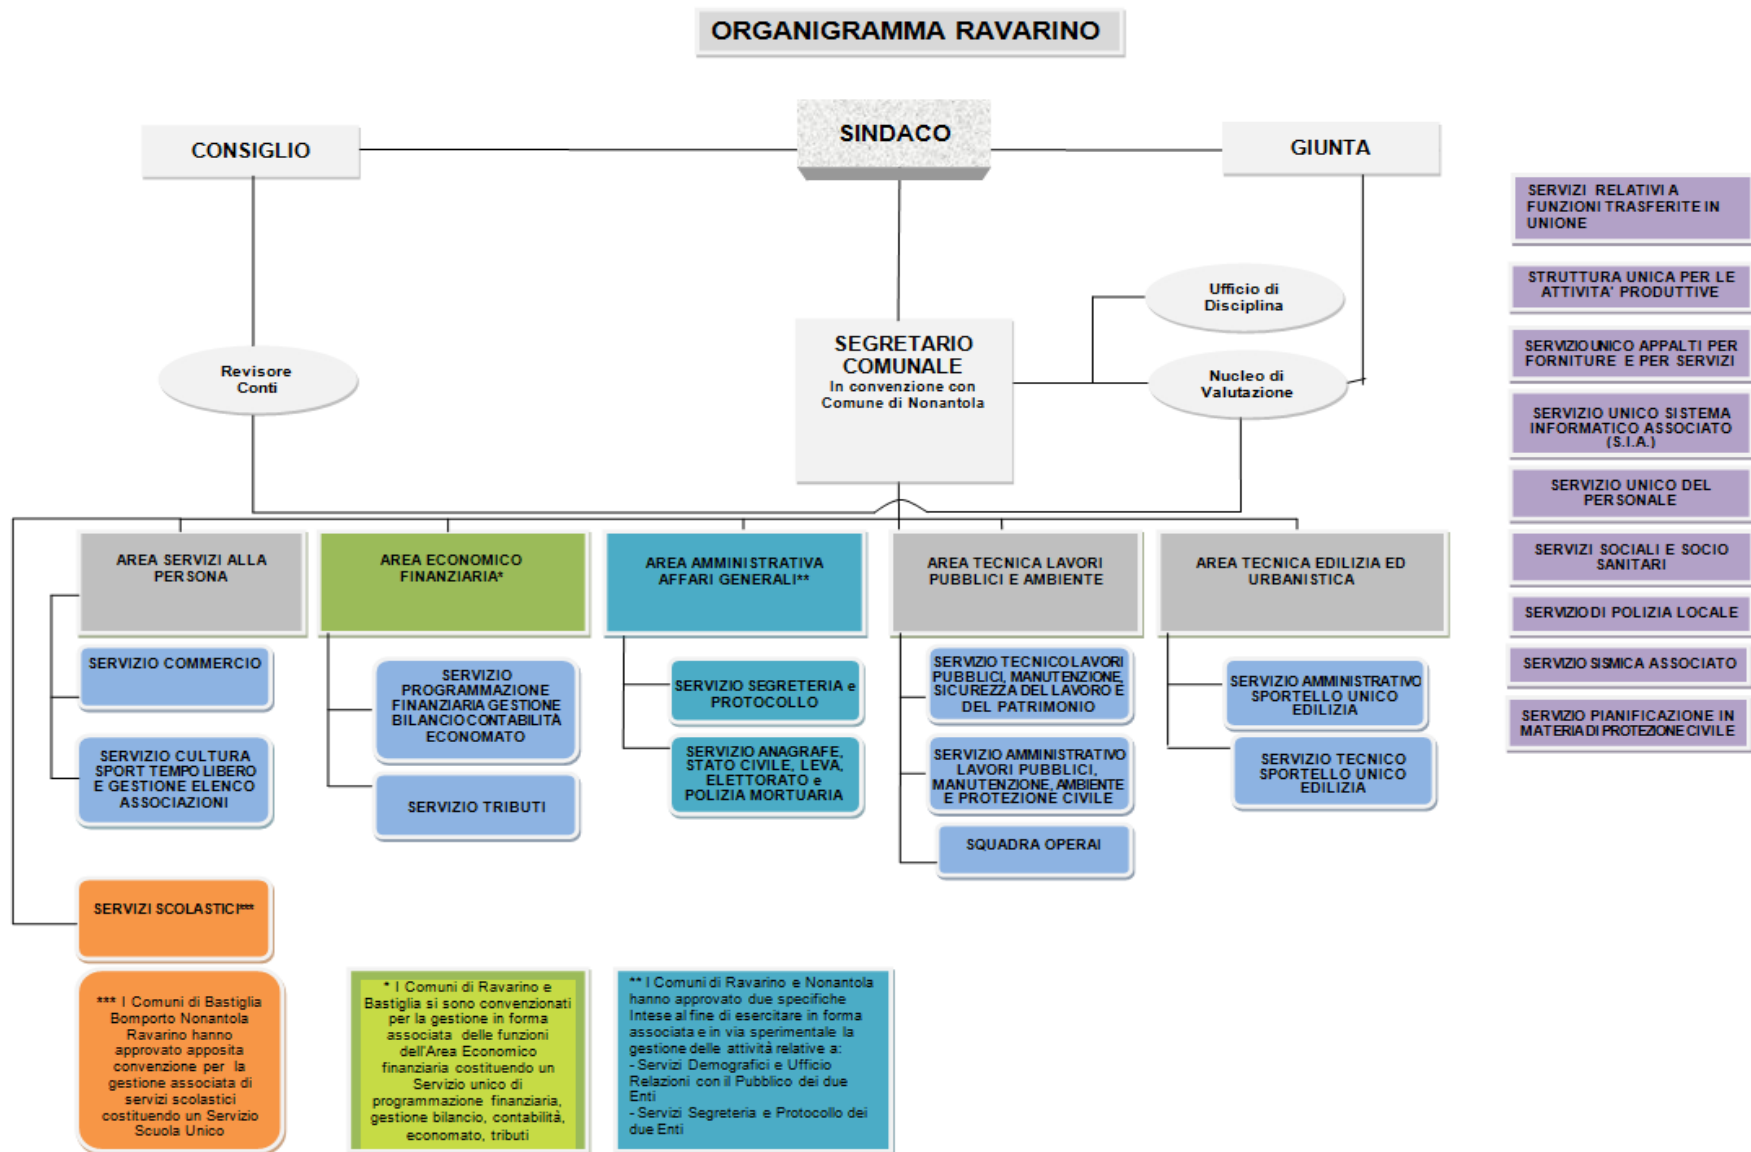 ORGANIGRAMMA RAVARINO
CONSIGLIO
SINDACO
GIUNTA
Revisore
Conti
SEGRETARIO
COMUNALE
In convenzione con
Comune di Nonantola
Ufficio di
Disciplina
Nucleo di
Valutazione
SERVIZI RELATIVI A
FUNZIONI TRASFERITE IN
UNIONE
STRUTTURA UNICA PER LE
ATTIVITA' PRODUTTIVE
SERVIZIO UNICO APPALTI PER
FORNITURE E PER SERVIZI
SERVIZIO UNICO SISTEMA
INFORMATICO ASSOCIATO
(S.I.A.)
SERVIZIO UNICO DEL
PERSONALE
SERVIZI SOCIALI E SOCIO
SANITARI
SERVIZIO DI POLIZIA LOCALE
SERVIZIO SISMICA ASSOCIATO
SERVIZIO PIANIFICAZIONE IN
MATERIA DI PROTEZIONE CIVILE
AREA SERVIZI ALLA
PERSONA
SERVIZIO COMMERCIO
SERVIZIO CULTURA
SPORT TEMPO LIBERO
E GESTIONE ELENCO
ASSOCIAZIONI
SERVIZI SCOLASTICI***
*** I Comuni di Bastiglia
Bomporto Nonantola
Ravarino hanno
approvato apposita
convenzione per la
gestione associata di
servizi scolastici
costituendo un Servizio
Scuola Unico
AREA ECONOMICO
FINANZIARIA*
SERVIZIO
PROGRAMMAZIONE
FINANZIARIA GESTIONE
BILANCIO CONTABILITÀ
ECONOMATO
SERVIZIO TRIBUTI
* I Comuni di Ravarino e
Bastiglia si sono convenzionati
per la gestione in forma
associata delle funzioni
dell'Area Economico
finanziaria costituendo un
Servizio unico di
programmazione finanziaria,
gestione bilancio, contabilità,
economato, tributi
AREA AMMINISTRATIVA
AFFARI GENERALI**
SERVIZIO SEGRETERIA e
PROTOCOLLO
SERVIZIO ANAGRAFE,
STATO CIVILE, LEVA,
ELETTORATO e
POLIZIA MORTUARIA
** I Comuni di Ravarino e Nonantola
hanno approvato due specifiche
Intese al fine di esercitare in forma
associata e in via sperimentale la
gestione delle attività relative a:
- Servizi Demografici e Ufficio
Relazioni con il Pubblico dei due
Enti
- Servizi Segreteria e Protocollo dei
due Enti
AREA TECNICA LAVORI
PUBBLICI E AMBIENTE
SERVIZIO TECNICO LAVORI
PUBBLICI, MANUTENZIONE,
SICUREZZA DEL LAVORO E
DEL PATRIMONIO
SERVIZIO AMMINISTRATIVO
LAVORI PUBBLICI,
MANUTENZIONE, AMBIENTE
E PROTEZIONE CIVILE
SQUADRA OPERAI
AREA TECNICA EDILIZIA ED
URBANISTICA
SERVIZIO AMMINISTRATIVO
SPORTELLO UNICO
EDILIZIA
SERVIZIO TECNICO
SPORTELLO UNICO
EDILIZIA